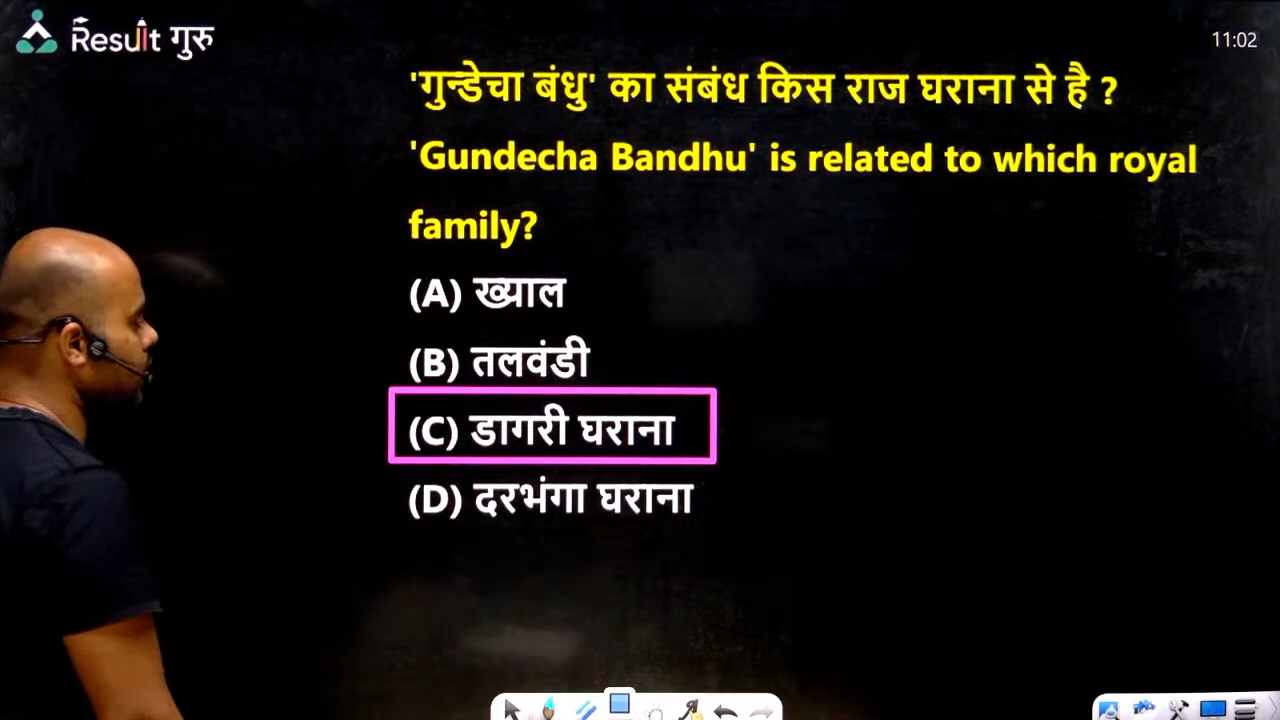 Result गुरु
11:02
'गुन्डेचा बंधु' का संबंध किस राज घराना से है ?
'Gundecha Bandhu' is related to which royal
family?
(A) ख्याल
(B) तलवंडी
(C) डागरी घराना
(D) दरभंगा घराना